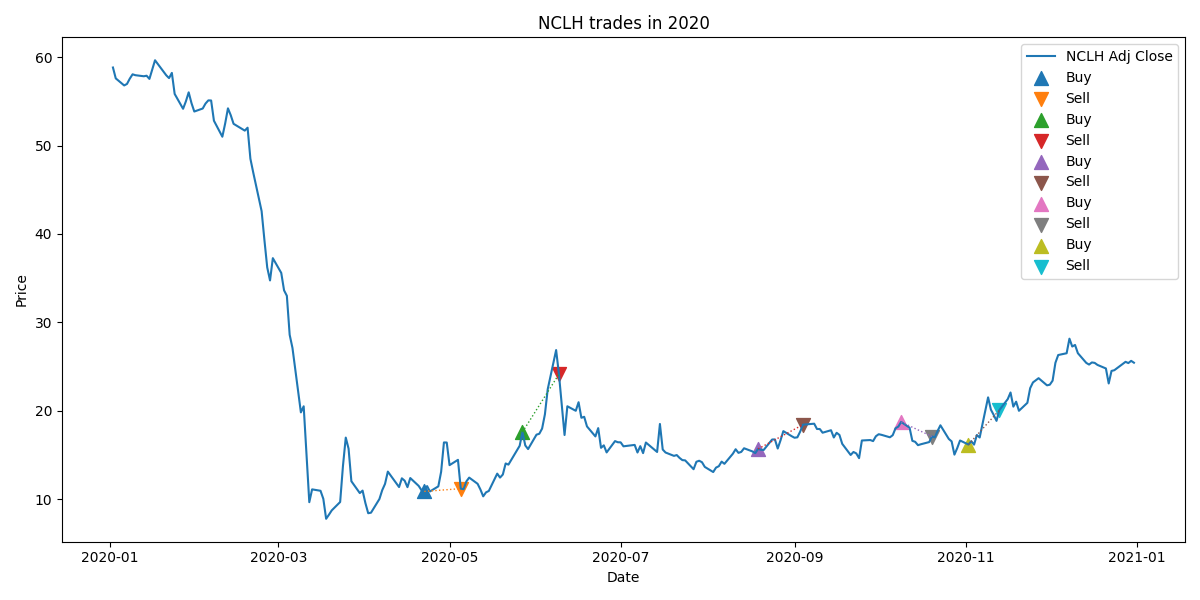 NCLH trades in 2020
60
50
40
30
20
10
Price
2020-01
2020-03
2020-05
2020-07
2020-09
2020-11
2021-01
Date
NCLH Adj Close
Buy
Sell
Buy
Sell
Buy
Sell
Buy
Sell
Buy
Sell